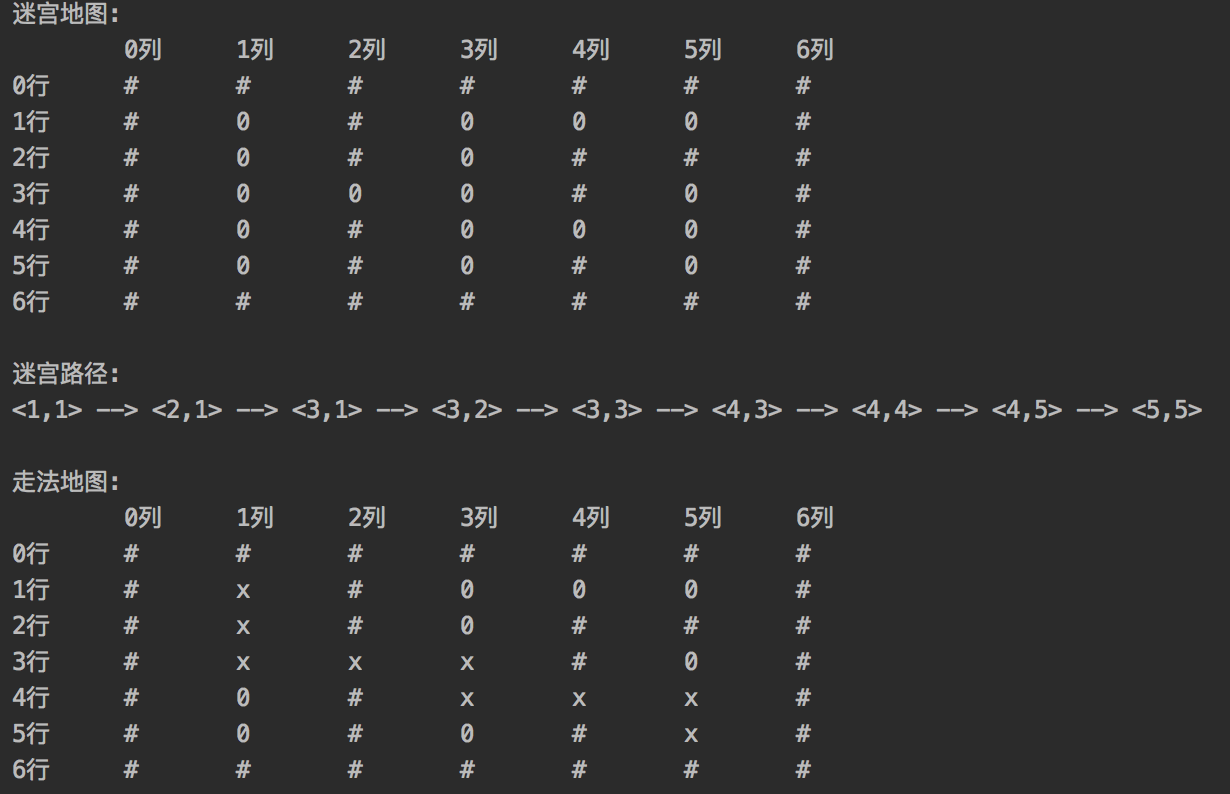 迷宫地图:
0列 1列 2列 3列 4列 5列 6列
0行 # # # # # # #
1行 # 0 # 0 0 0 #
2行 # 0 # 0 # # #
3行 # 0 0 0 # 0 #
4行 # 0 # 0 0 0 #
5行 # 0 # 0 # 0 #
6行 # # # # # # #
迷宫路径:
<1,1> --> <2,1> --> <3,1> --> <3,2> --> <3,3> --> <4,3> --> <4,4> --> <4,5> --> <5,5>
走法地图:
0列 1列 2列 3列 4列 5列 6列
0行 # # # # # # #
1行 # x # 0 0 0 #
2行 # x # 0 # # #
3行 # x x x # 0 #
4行 # 0 # x x x #
5行 # 0 # 0 # x #
6行 # # # # # # #